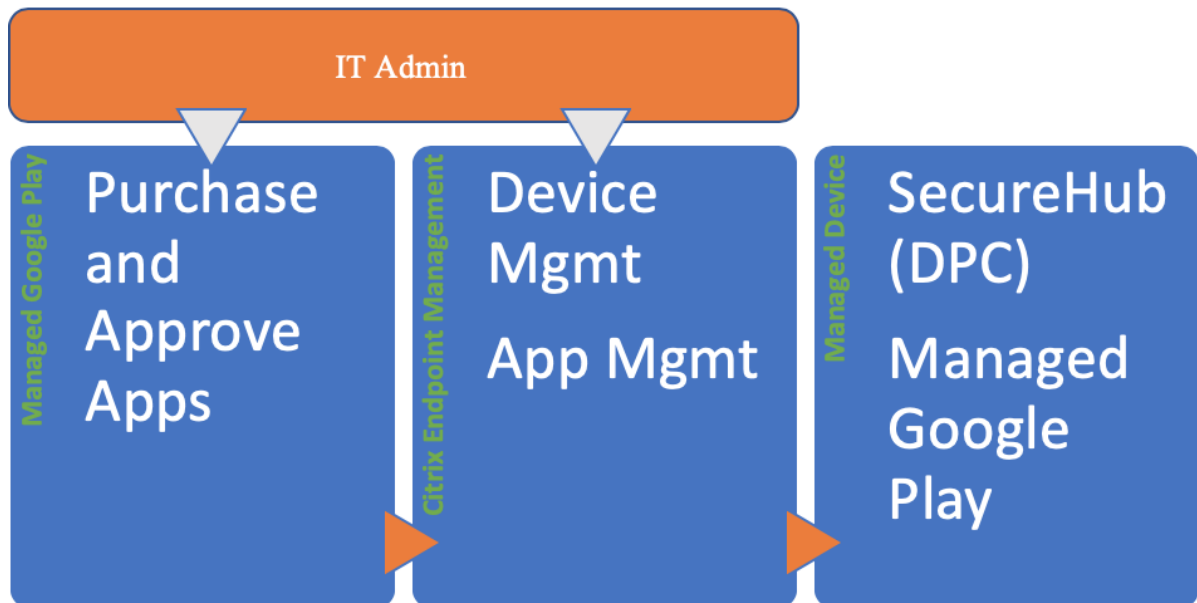 IT Admin
Managed Google Play
Purchase
and
Approve
Apps
Citrix Endpoint Management
Device
Mgmt
App Mgmt
Managed Device
SecureHub
(DPC)
Managed
Google
Play